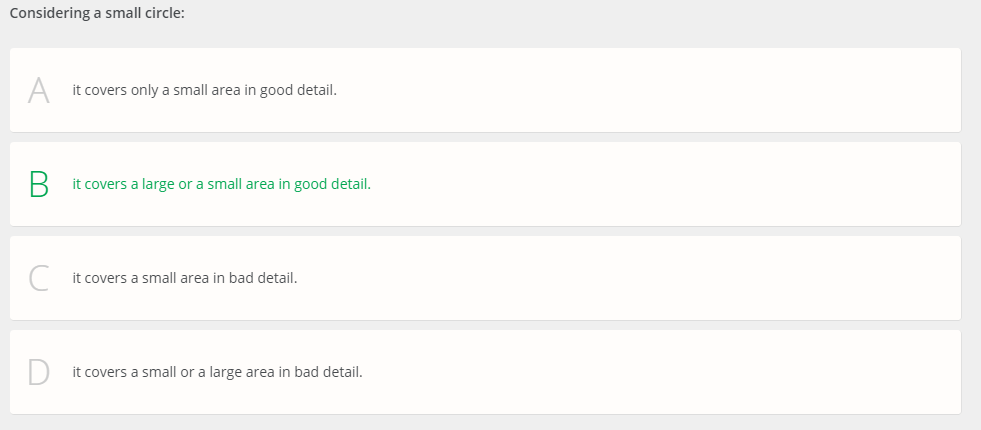 Considering a small circle:
A it covers only a small area in good detail.
B it covers a large or a small area in good detail.
C it covers a small area in bad detail.
D it covers a small or a large area in bad detail.